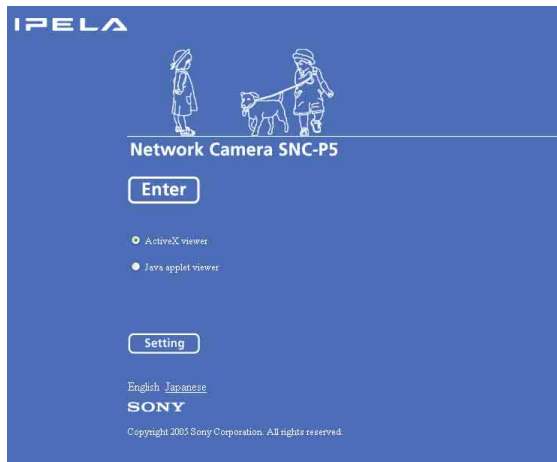 IPELA
Network Camera SNC-P5
Enter
ActiveX viewer
Java applet viewer
Setting
English Japanese
SONY
Copyright 2005 Sony Corporation. All rights reserved.